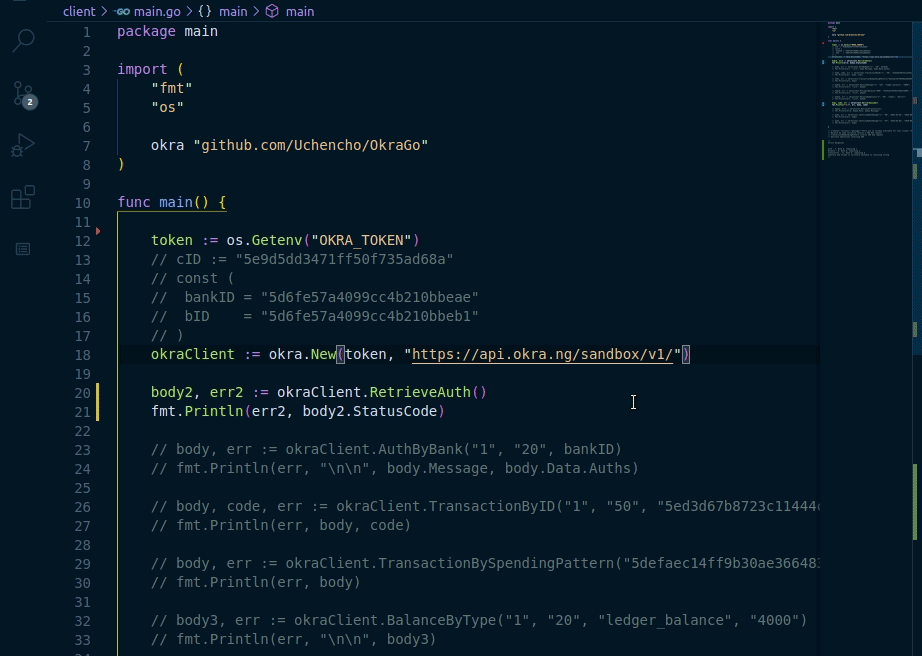 client > main.go > {} main > main
2
1 package main
2
3 import (
4     "fmt"
5     "os"
6
7     okra "github.com/Uchencho/OkraGo"
8 )
9
10 func main() {
11
12     token := os.Getenv("OKRA_TOKEN")
13     // cID := "5e9d5dd3471ff50f735ad68a"
14     // const (
15     //  bankID = "5d6fe57a4099cc4b210bbeae"
16     //  bID    = "5d6fe57a4099cc4b210bbeb1"
17     // )
18     okraClient := okra.New(token, "https://api.okra.ng/sandbox/v1/")
19
20     body2, err2 := okraClient.RetrieveAuth()
21     fmt.Println(err2, body2.StatusCode)
22
23     // body, err := okraClient.AuthByBank("1", "20", bankID)
24     // fmt.Println(err, "\n\n", body.Message, body.Data.Auths)
25
26     // body, code, err := okraClient.TransactionByID("1", "50", "5ed3d67b8723c11444
27     // fmt.Println(err, body, code)
28
29     // body, err := okraClient.TransactionBySpendingPattern("5defaec14ff9b30ae36648
30     // fmt.Println(err, body)
31
32     // body3, err := okraClient.BalanceByType("1", "20", "ledger_balance", "4000")
33     // fmt.Println(err, "\n\n", body3)